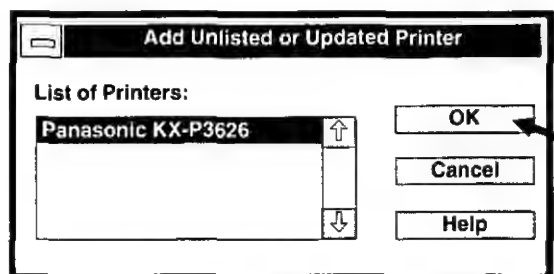 Add Unlisted or Updated Printer
List of Printers:
Panasonic KX-P3626
OK
Cancel
Help